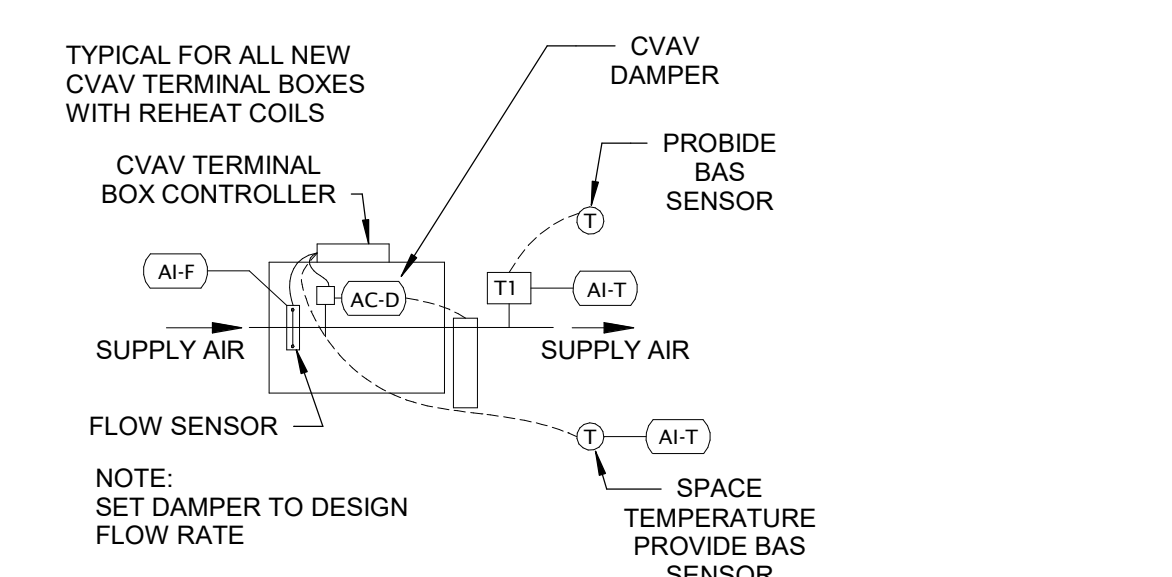 TYPICAL FOR ALL NEW
CVAV TERMINAL BOXES
WITH REHEAT COILS
CVAV
DAMPER
CVAV TERMINAL
BOX CONTROLLER
PROBIDE
BAS
SENSOR
T
AI-F
AC-D
T1
AI-T
SUPPLY AIR
SUPPLY AIR
FLOW SENSOR
T
AI-T
NOTE:
SET DAMPER TO DESIGN
FLOW RATE
SPACE
TEMPERATURE
PROVIDE BAS
SENSOR